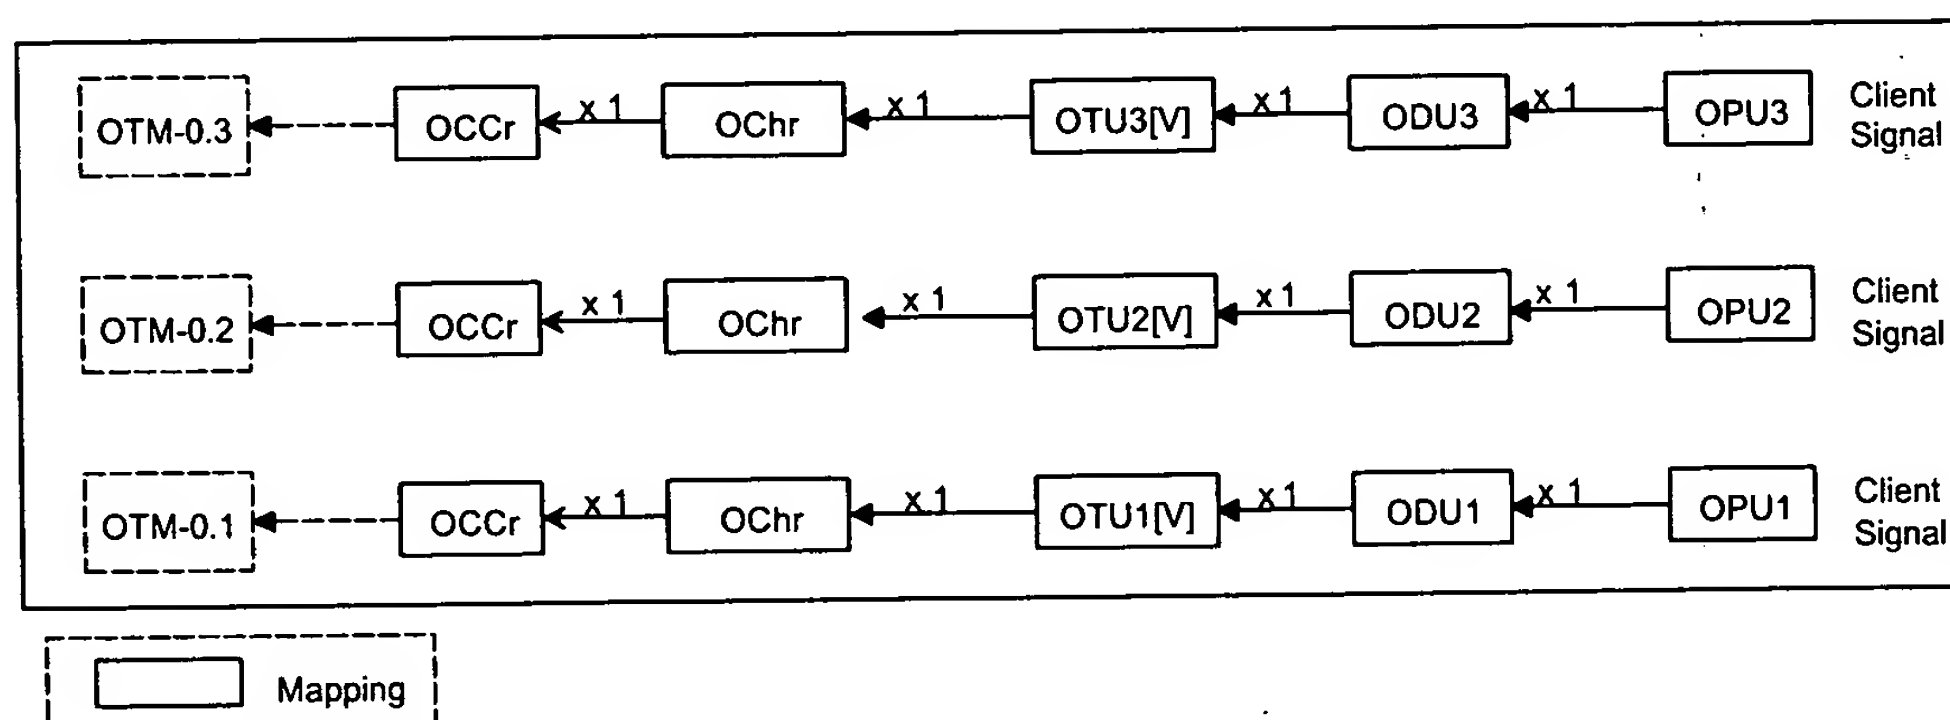 OTM-0.3 OCCr x 1 OChr x 1 OTU3[V] x 1 ODU3 x 1 OPU3 Client
Signal
OTM-0.2 OCCr x 1 OChr x 1 OTU2[V] x 1 ODU2 x 1 OPU2 Client
Signal
OTM-0.1 OCCr x 1 OChr x 1 OTU1[V] x 1 ODU1 x 1 OPU1 Client
Signal
Mapping